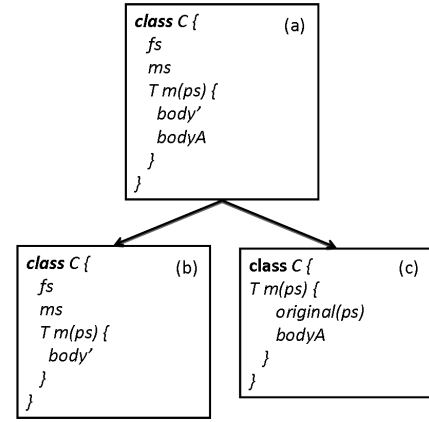 class C { (a)
fs
ms
T m(ps) {
body’
bodyA
}
}
class C { (b)
fs
ms
T m(ps) {
body’
}
}
class C { (c)
T m(ps) {
original(ps)
bodyA
}
}